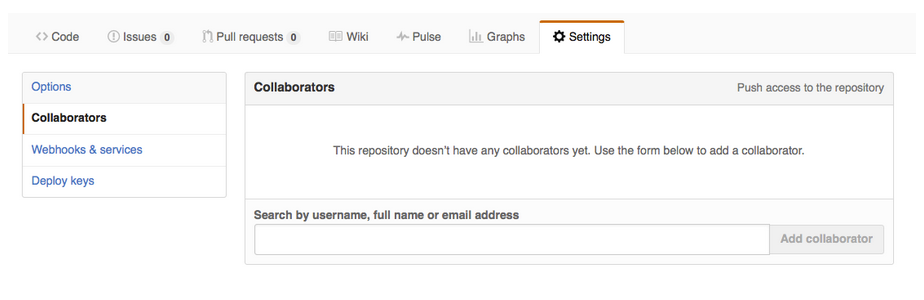 Code Issues 0 Pull requests 0 Wiki Pulse Graphs Settings
Options
Collaborators
Webhooks & services
Deploy keys
Collaborators Push access to the repository
This repository doesn't have any collaborators yet. Use the form below to add a collaborator.
Search by username, full name or email address
Add collaborator